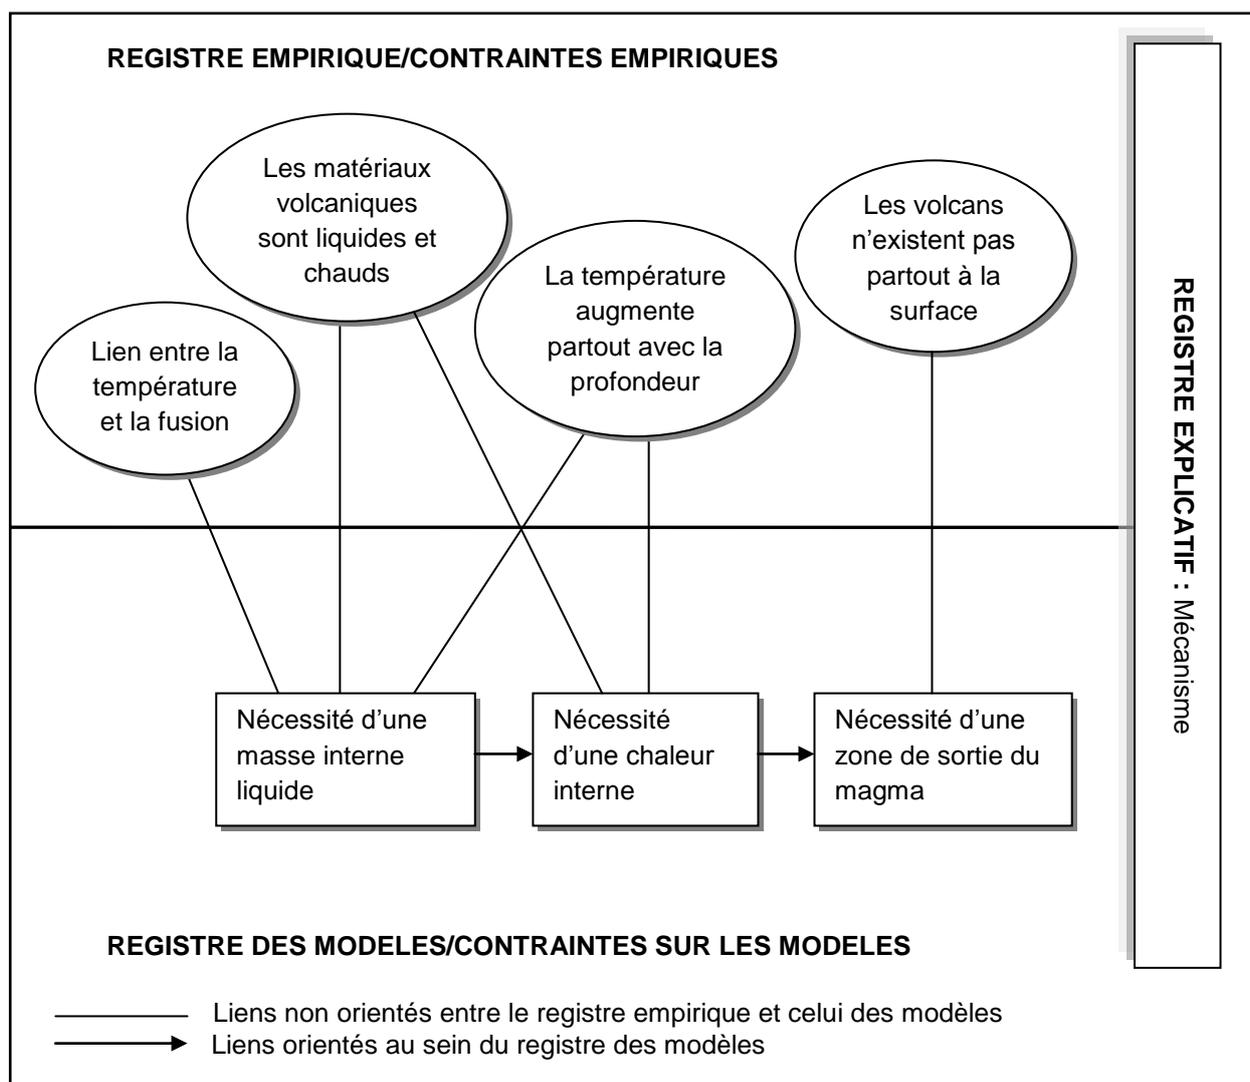 REGISTRE EMPIRIQUE/CONTRAINTES EMPIRIQUES
Les matériaux
volcaniques
sont liquides et
chauds
Les volcans
n’existent pas
partout à la
surface
La température
augmente
partout avec la
profondeur
Lien entre la
température
et la fusion
REGISTRE EXPLICATIF : Mécanisme
Nécessité d’une
masse interne
liquide
Nécessité
d’une chaleur
interne
Nécessité d’une
zone de sortie du
magma
REGISTRE DES MODELES/CONTRAINTES SUR LES MODELES
Liens non orientés entre le registre empirique et celui des modèles
Liens orientés au sein du registre des modèles